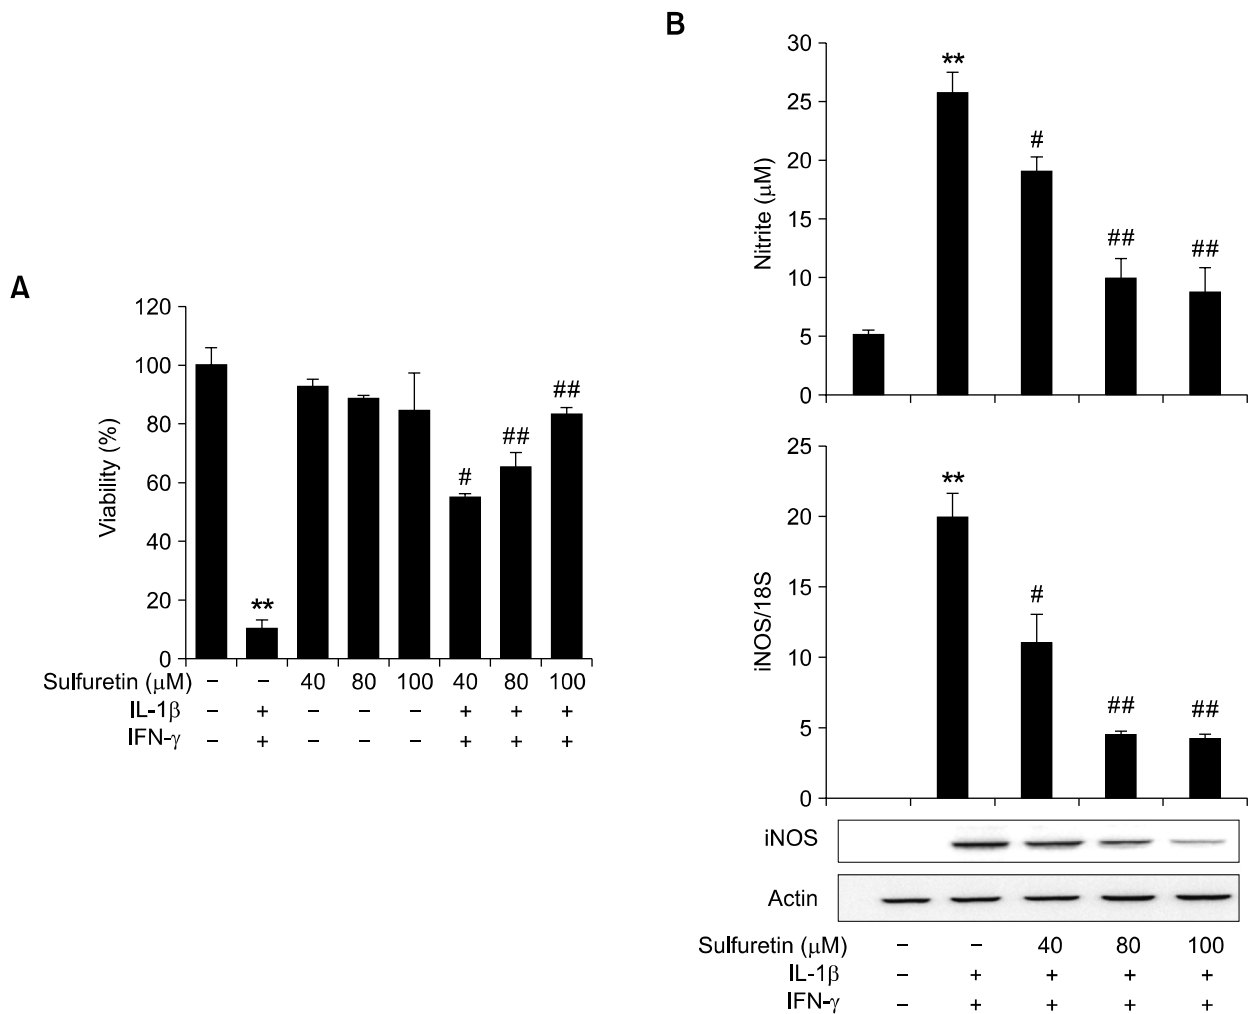 A
120
100
80
60
40
20
0
Viability (%)
**
#
##
##
Sulfuretin (μM) – – 40 80 100 40 80 100
IL-1β – + – – – + + +
IFN-γ – + – – – + + +
B
30
25
20
15
10
5
0
Nitrite (μM)
**
#
##
##
25
20
15
10
5
0
iNOS/18S
**
#
##
##
iNOS
Actin
Sulfuretin (μM) – – 40 80 100
IL-1β – + + + +
IFN-γ – + + + +